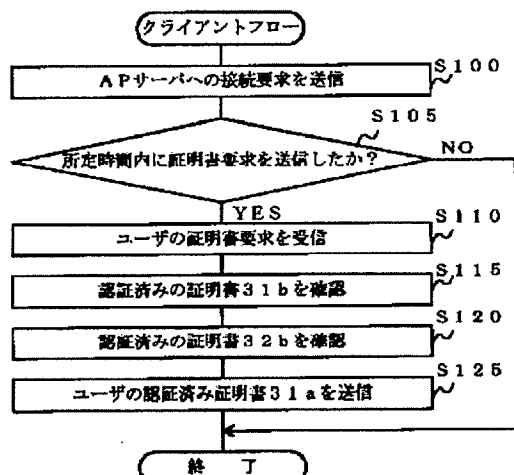 クライアントフロー
S100
APサーバへの接続要求を送信
S105
所定時間内に証明書要求を送信したか？
NO
YES
S110
ユーザの証明書要求を受信
S115
認証済みの証明書31bを確認
S120
認証済みの証明書32bを確認
S125
ユーザの認証済み証明書31aを送信
終 了